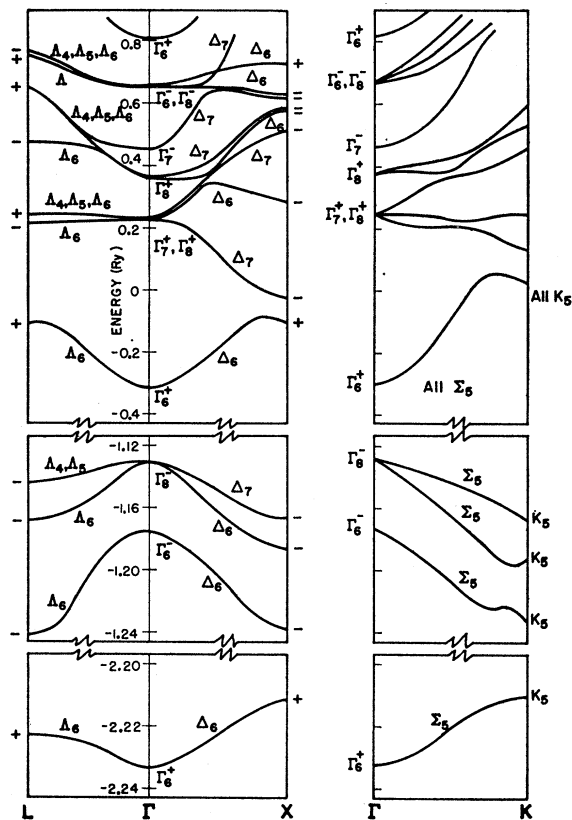 0.8
Γ6+
Δ7
Δ6
Γ6+
Λ4,Λ5,Λ6
Λ
Δ6
Γ6-,Γ8-
Γ6-,Γ8-
0.6
Λ4,Λ5,Λ6
Δ7
Δ6
Λ6
Γ7-
Δ7
Δ7
Γ7-
0.4
Γ8+
Γ8+
Λ4,Λ5,Λ6
Δ6
0.2
Λ6
Γ7+,Γ8+
Γ7+,Γ8+
Δ7
ENERGY (Ry)
0
All K5
-0.2
Λ6
Δ6
Γ6+
All Σ5
Γ6+
-0.4
-1.12
Λ4,Λ5
Γ8-
Δ7
Γ8-
Σ5
-1.16
Λ6
Δ6
Σ5
K5
Γ6-
Γ6-
K5
-1.20
Δ6
Σ5
Λ6
K5
-1.24
-2.20
K5
-2.22
Λ6
Δ6
Σ5
Γ6+
Γ6+
-2.24
L Γ X Γ K